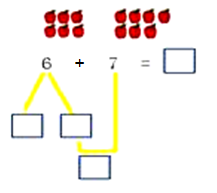 6 + 7 =